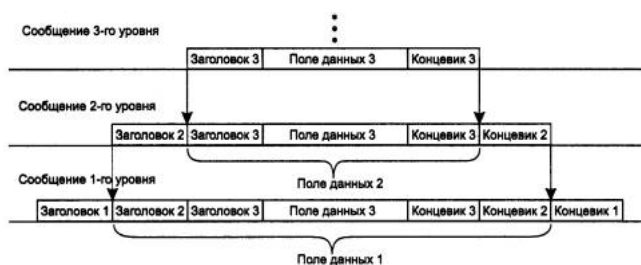 Сообщение 3-го уровня
Заголовок 3 Поле данных 3 Концевик 3
Сообщение 2-го уровня
Заголовок 2 Заголовок 3 Поле данных 3 Концевик 3 Концевик 2
Поле данных 2
Сообщение 1-го уровня
Заголовок 1 Заголовок 2 Заголовок 3 Поле данных 3 Концевик 3 Концевик 2 Концевик 1
Поле данных 1